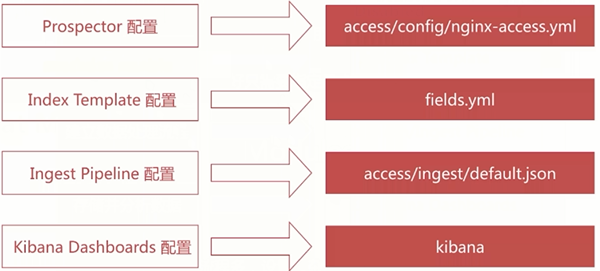 Prospector 配置
access/config/nginx-access.yml
Index Template 配置
fields.yml
Ingest Pipeline 配置
access/ingest/default.json
Kibana Dashboards 配置
kibana